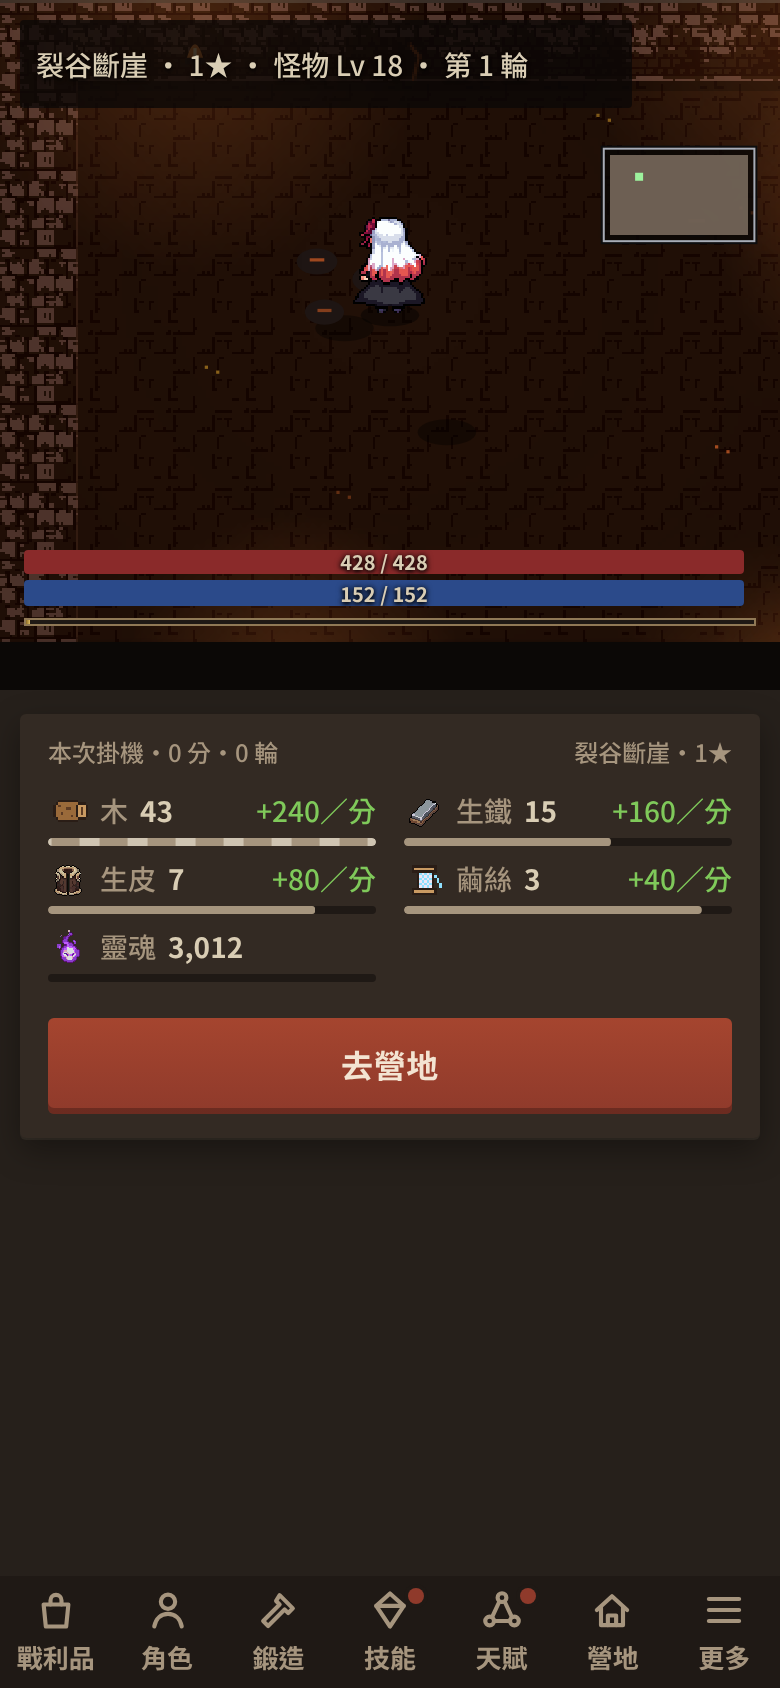 裂谷斷崖 · 1★ · 怪物 Lv 18 · 第 1 輪
428 / 428
152 / 152
本次掛機·0 分·0 輪
裂谷斷崖·1★
木 43 +240／分
生鐵 15 +160／分
生皮 7 +80／分
繭絲 3 +40／分
靈魂 3,012
去營地
戰利品 角色 鍛造 技能 天賦 營地 更多